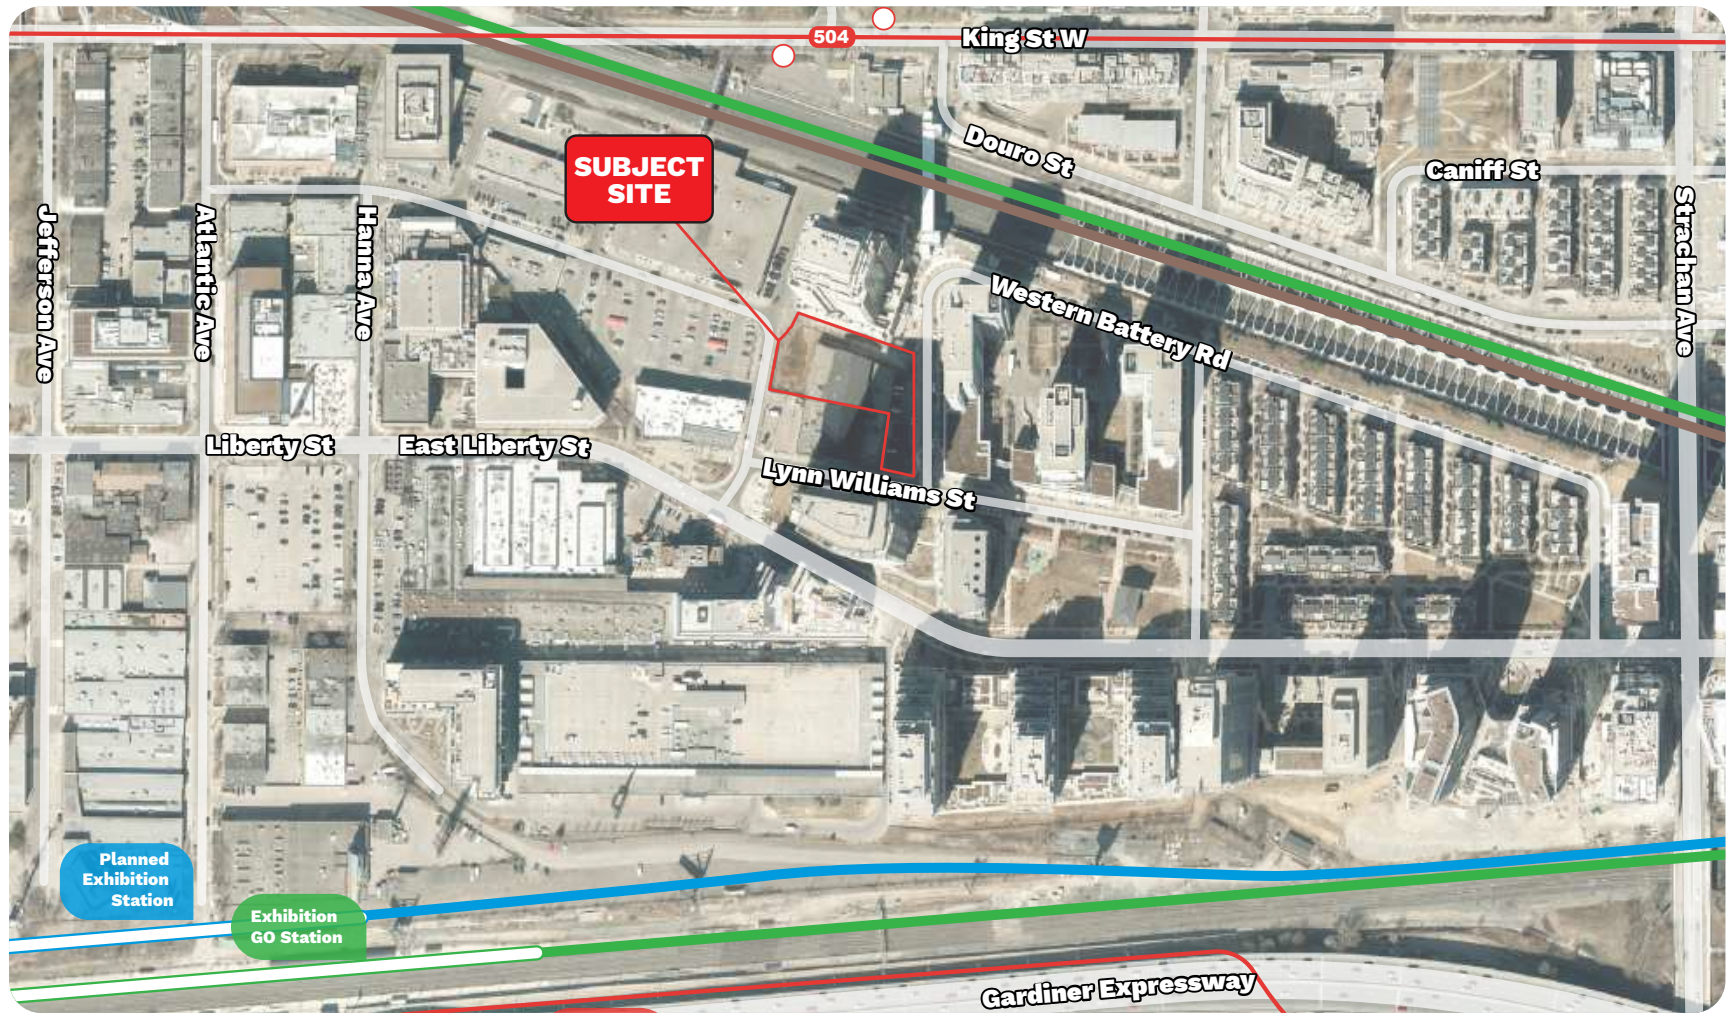 504
King St W
Douro St
Caniff St
SUBJECT
SITE
Jefferson Ave
Atlantic Ave
Hanna Ave
Strachan Ave
Western Battery Rd
Liberty St
East Liberty St
Lynn Williams St
Planned
Exhibition
Station
Exhibition
GO Station
Gardiner Expressway